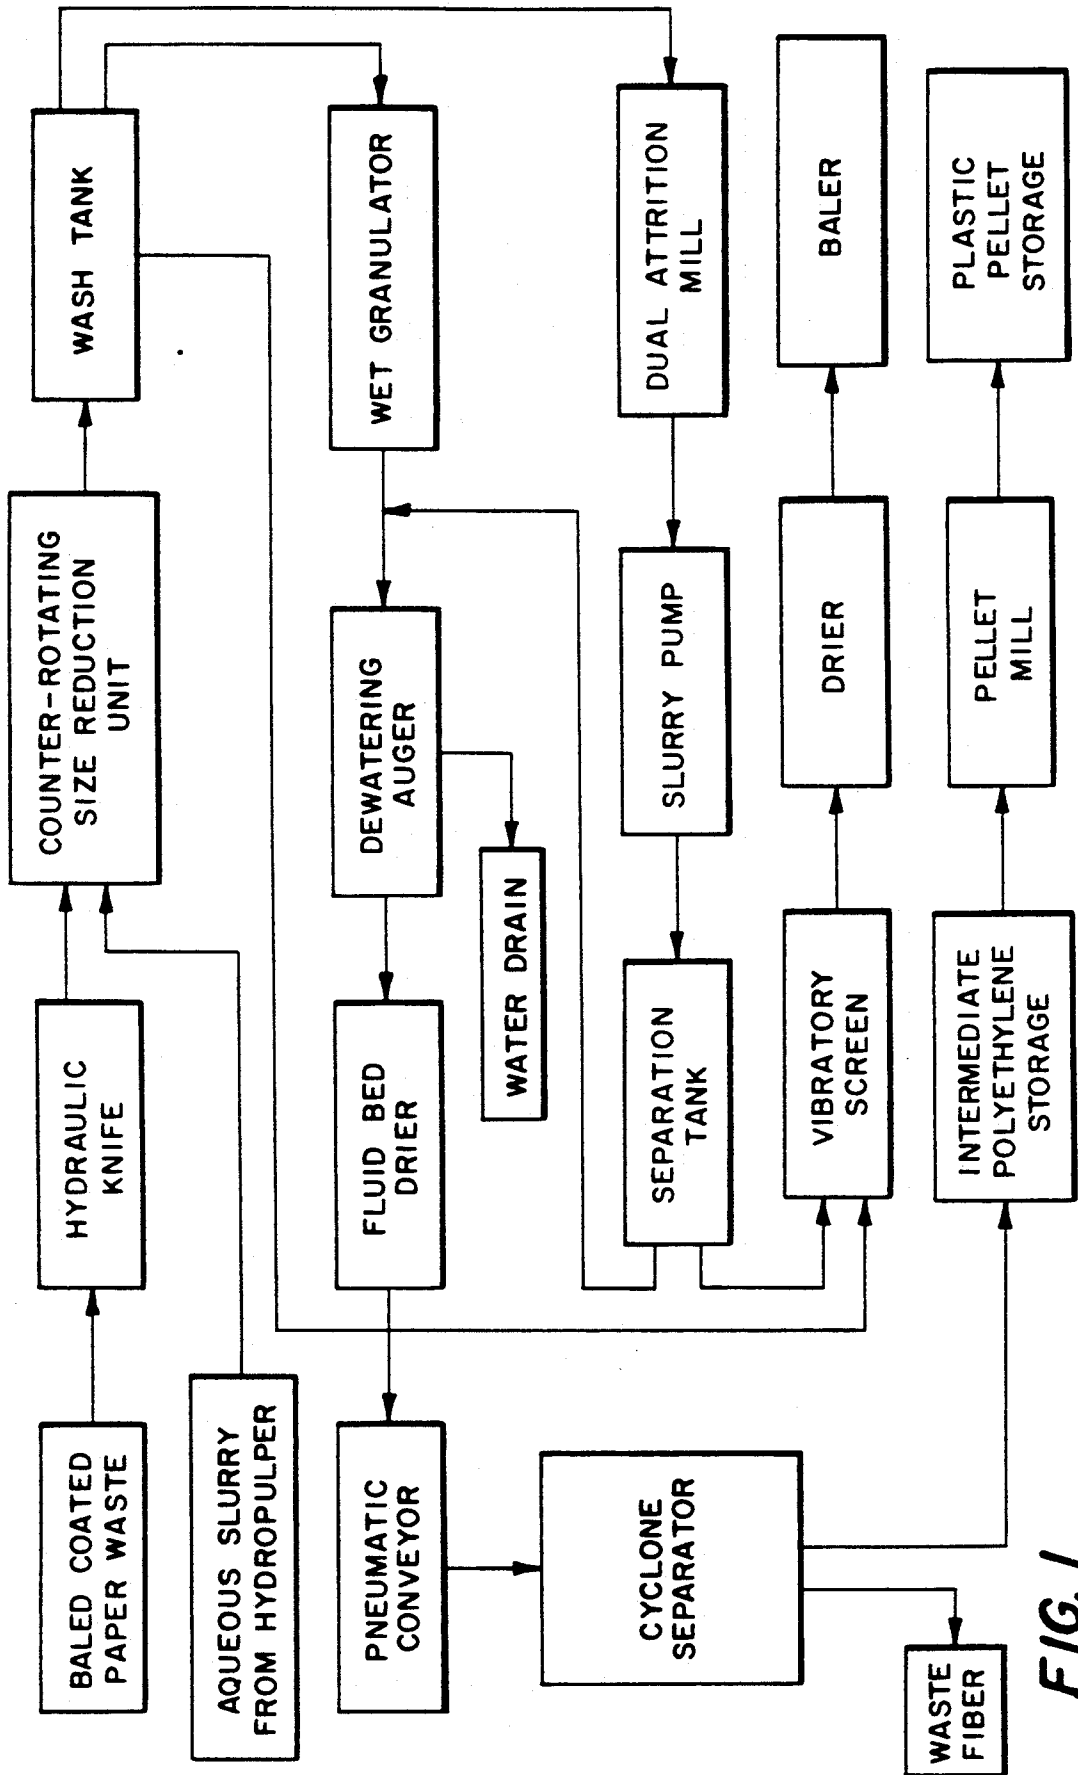 BALED COATED
PAPER WASTE
HYDRAULIC
KNIFE
COUNTER-ROTATING
SIZE REDUCTION
UNIT
WASH TANK
AQUEOUS SLURRY
FROM HYDROPULPER
PNEUMATIC
CONVEYOR
FLUID BED
DRIER
DEWATERING
AUGER
WET GRANULATOR
WATER DRAIN
CYCLONE
SEPARATOR
SEPARATION
TANK
SLURRY PUMP
DUAL ATTRITION
MILL
VIBRATORY
SCREEN
DRIER
BALER
WASTE
FIBER
INTERMEDIATE
POLYETHYLENE
STORAGE
PELLET
MILL
PLASTIC
PELLET
STORAGE
FIG. 1